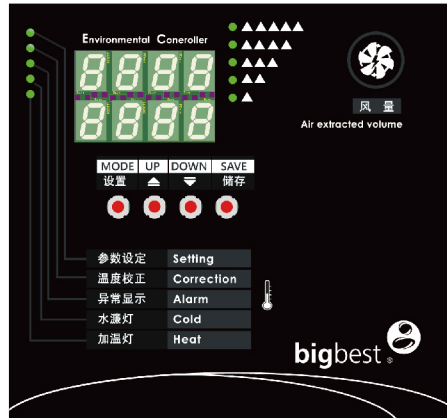 Environmental Coneroller
8888
8888
风 量
Air extracted volume
MODE UP DOWN SAVE
设置 储存
参数设定 Setting
温度校正 Correction
异常显示 Alarm
水濂灯 Cold
加温灯 Heat
bigbest®